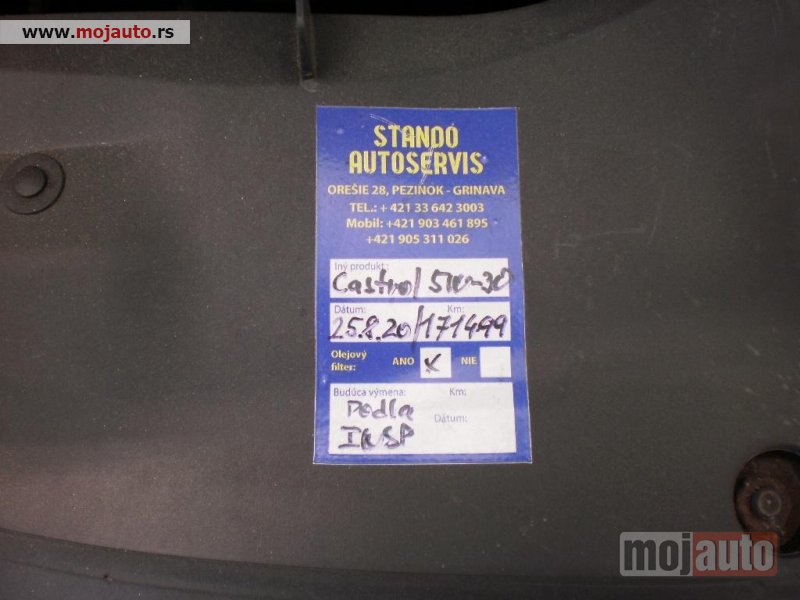 www.mojauto.rs
STANDO
AUTOSERVIS
OREŠIE 28, PEZINOK - GRINAVA
TEL.: + 421 33 642 3003
Mobil: +421 903 461 895
+421 905 311 026
Iný produkt:
Castrol 5W-30
Dátum: Km:
25.8.20/171499
Olejový
filter: ANO X NIE
Budúca výmena: Km:
Podla Dátum:
INSP
mojauto